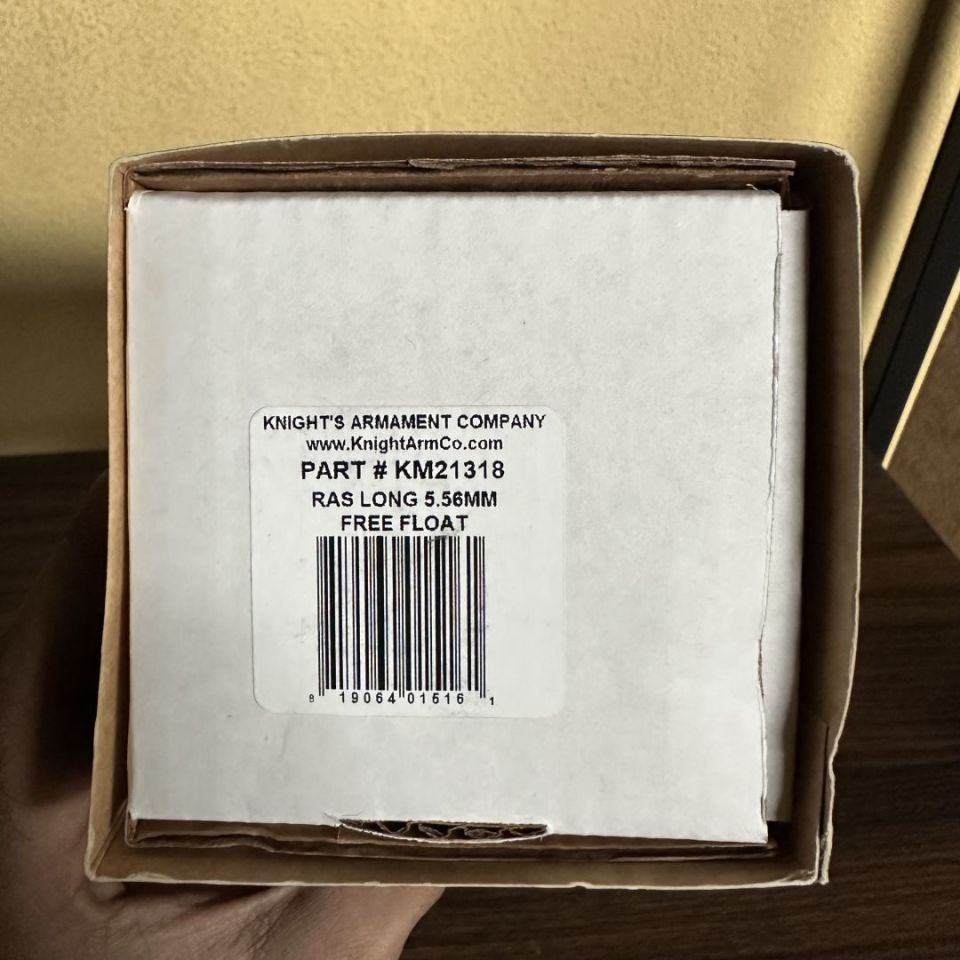 KNIGHT'S ARMAMENT COMPANY
www.KnightArmCo.com
PART # KM21318
RAS LONG 5.56MM
FREE FLOAT
8 19064 01516 1